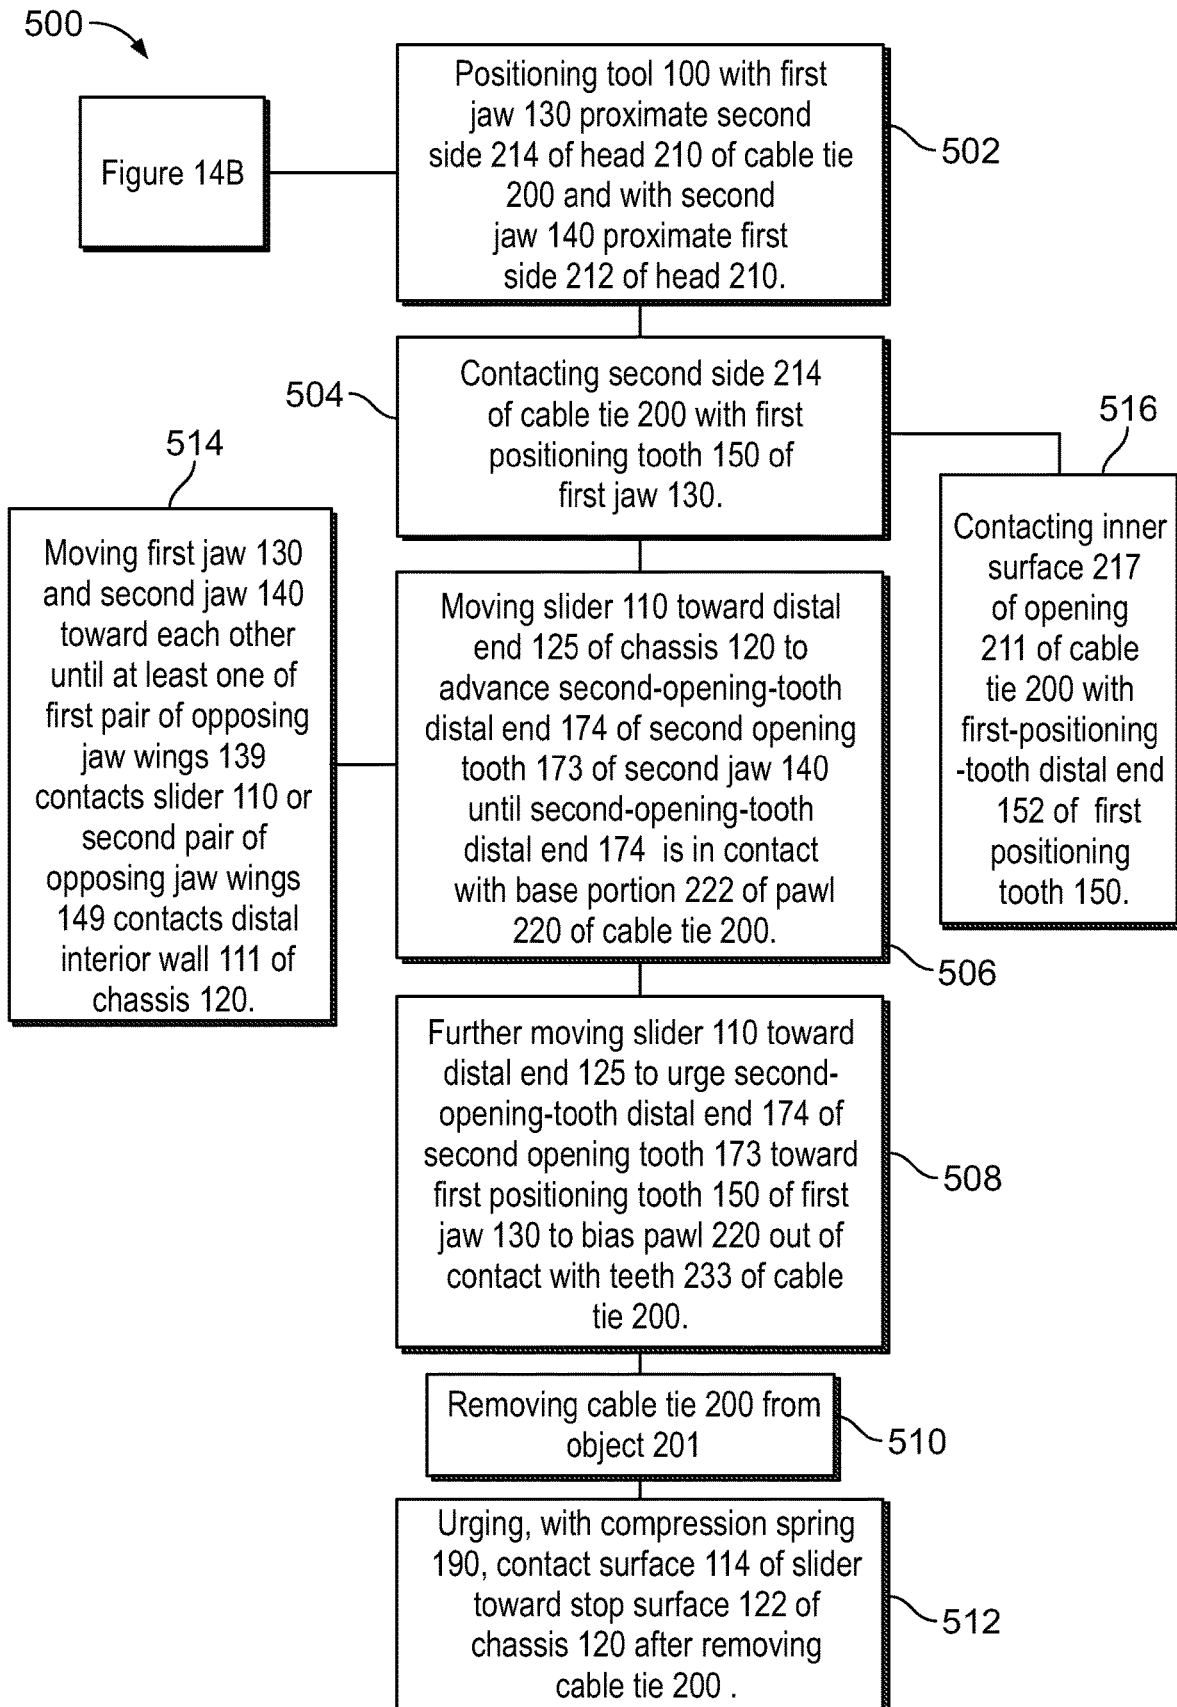 500
Figure 14B
Positioning tool 100 with first
jaw 130 proximate second
side 214 of head 210 of cable tie
200 and with second
jaw 140 proximate first
side 212 of head 210.
502
504
Contacting second side 214
of cable tie 200 with first
positioning tooth 150 of
first jaw 130.
516
Contacting inner
surface 217
of opening
211 of cable
tie 200 with
first-positioning
-tooth distal end
152 of first
positioning
tooth 150.
514
Moving first jaw 130
and second jaw 140
toward each other
until at least one of
first pair of opposing
jaw wings 139
contacts slider 110 or
second pair of
opposing jaw wings
149 contacts distal
interior wall 111 of
chassis 120.
Moving slider 110 toward distal
end 125 of chassis 120 to
advance second-opening-tooth
distal end 174 of second opening
tooth 173 of second jaw 140
until second-opening-tooth
distal end 174 is in contact
with base portion 222 of pawl
220 of cable tie 200.
506
Further moving slider 110 toward
distal end 125 to urge second-
opening-tooth distal end 174 of
second opening tooth 173 toward
first positioning tooth 150 of first
jaw 130 to bias pawl 220 out of
contact with teeth 233 of cable
tie 200.
508
Removing cable tie 200 from
object 201
510
Urging, with compression spring
190, contact surface 114 of slider
toward stop surface 122 of
chassis 120 after removing
cable tie 200 .
512